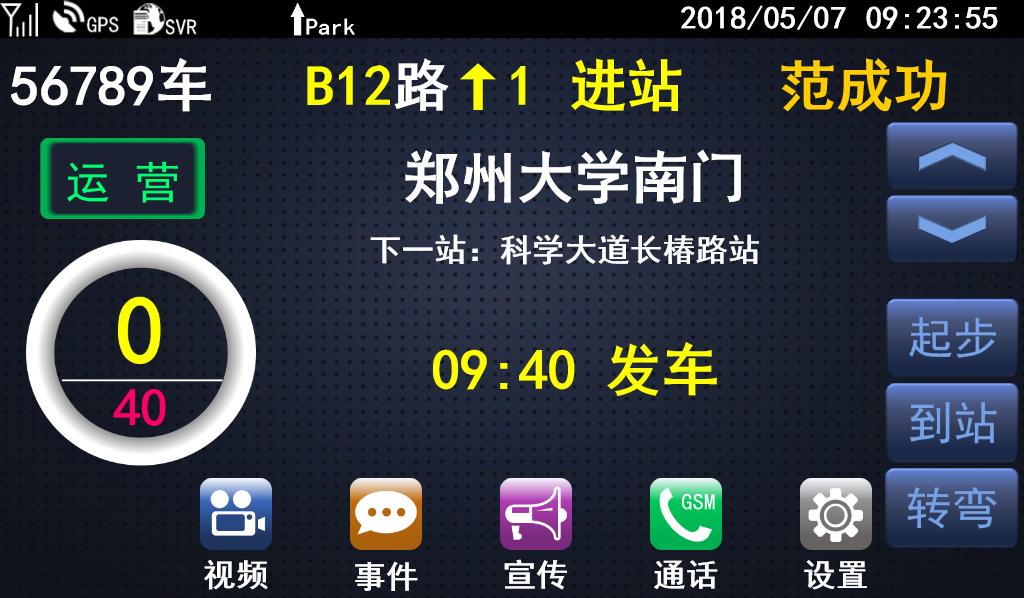 GPS SVR Park 2018/05/07 09:23:55
56789车 B12路↑1 进站 范成功
运营
郑州大学南门
下一站：科学大道长椿路站
0
40
09:40 发车
起步
到站
转弯
GSM
视频 事件 宣传 通话 设置